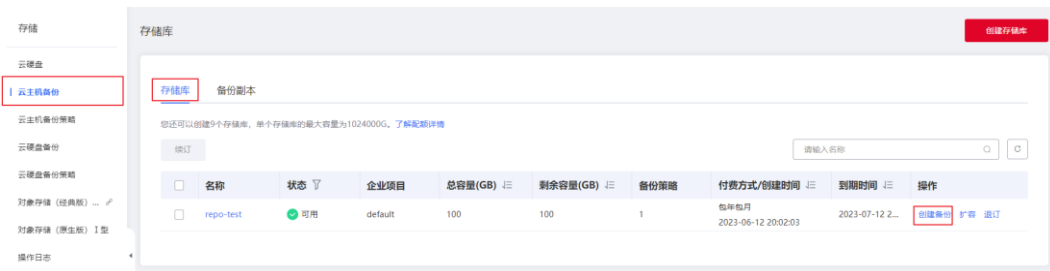 存储
云硬盘
云主机备份
云主机备份策略
云硬盘备份
云硬盘备份策略
对象存储（经典版）...
对象存储（原生版）I 型
操作日志
存储库
创建存储库
存储库 备份副本
您还可以创建9个存储库，单个存储库的最大容量为1024000G。了解配额详情
续订
请输入名称
名称 状态 企业项目 总容量(GB) 剩余容量(GB) 备份策略 付费方式/创建时间 到期时间 操作
repo-test 可用 default 100 100 1 包年包月 2023-07-12 2... 创建备份 扩容 退订
2023-06-12 20:02:03